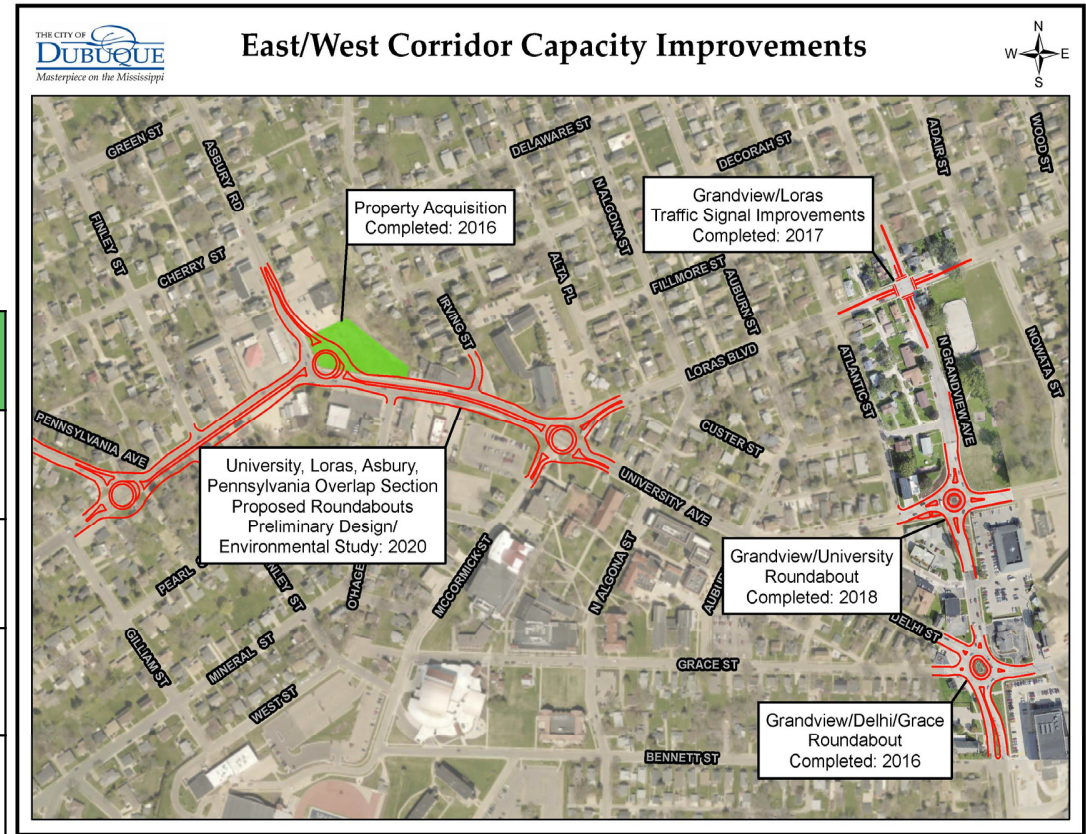 THE CITY OF
DUBUQUE
Masterpiece on the Mississippi
East/West Corridor Capacity Improvements
N
W
E
S
GREEN ST
ASBURY RD
DELAWARE ST
DECORAH ST
ADAIR ST
WOOD ST
FINLEY ST
CHERRY ST
Property Acquisition
Completed: 2016
N ALGONA ST
Grandview/Loras
Traffic Signal Improvements
Completed: 2017
ALTA PL
FILLMORE ST
AUBURN ST
IRVING ST
LORAS BLVD
ATLANTIC ST
N GRANDVIEW AVE
NOWATA ST
PENNSYLVANIA AVE
CUSTER ST
University, Loras, Asbury,
Pennsylvania Overlap Section
Proposed Roundabouts
Preliminary Design/
Environmental Study: 2020
UNIVERSITY AVE
Grandview/University
Roundabout
Completed: 2018
PEARL
MCCORMICK ST
N ALGONA ST
DELHI ST
GILLIAM ST
MINERAL ST
WEST ST
GRACE ST
Grandview/Delhi/Grace
Roundabout
Completed: 2016
BENNETT ST